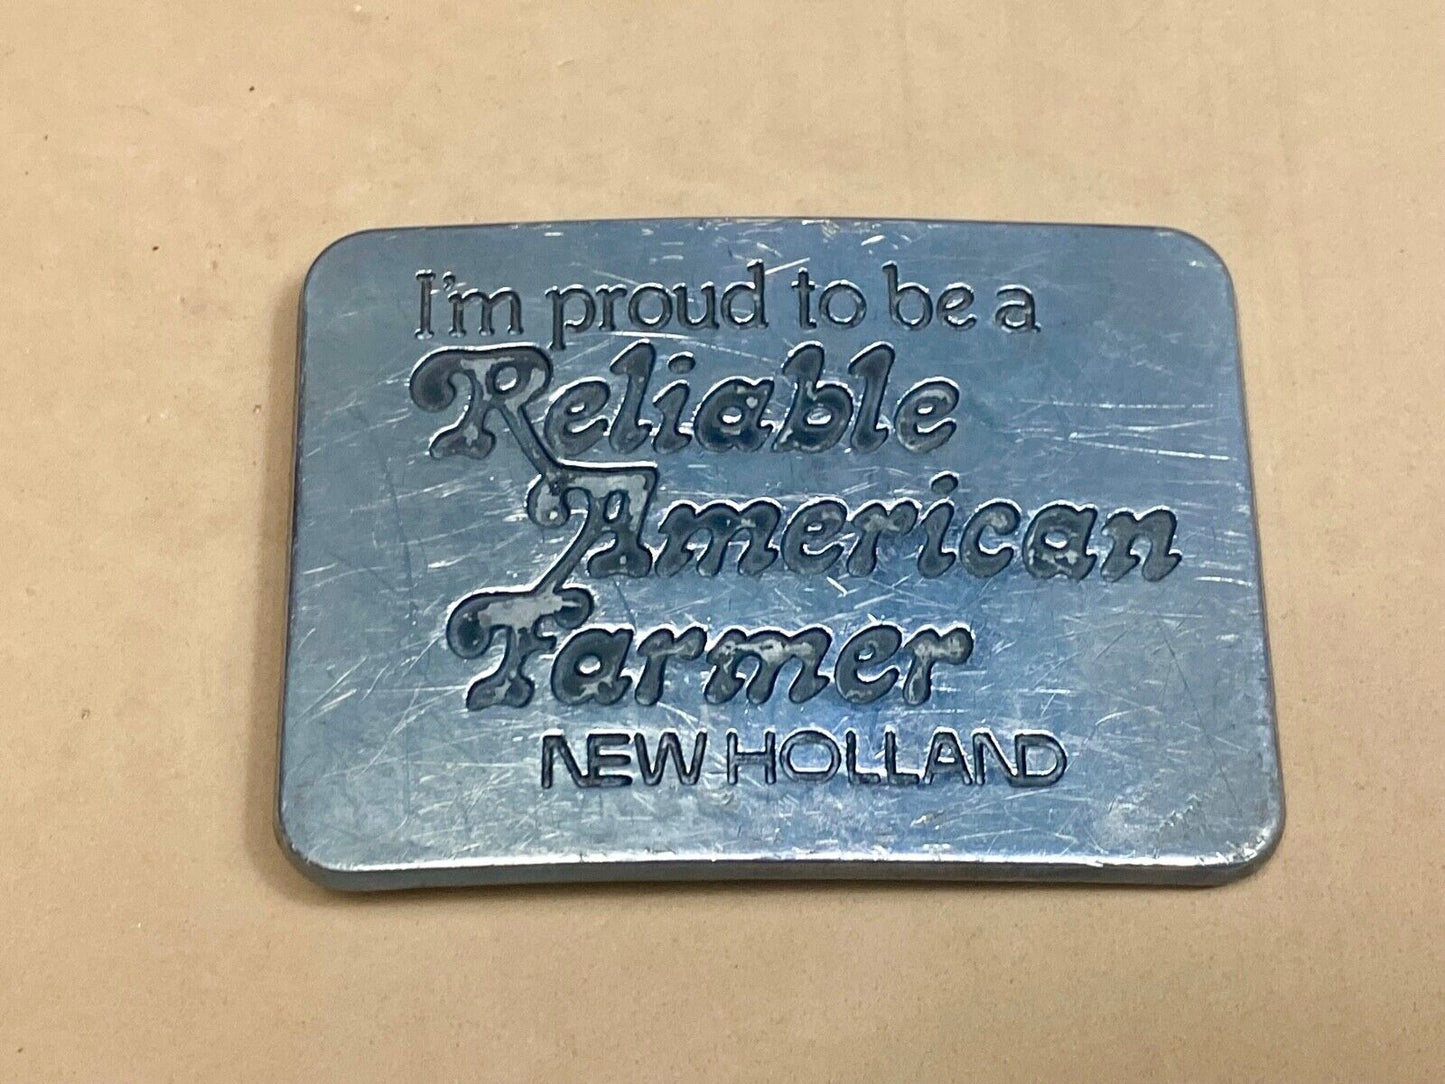 I'm proud to be a
Reliable
American
Farmer
NEW HOLLAND